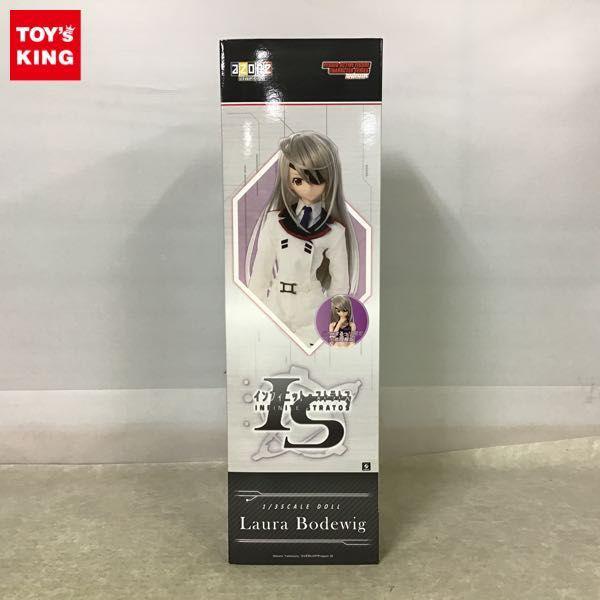 TOY'S
KING
azone
インフィニット・ストラトス
INFINITE STRATOS
IS
1/3SCALE DOLL
Laura Bodewig